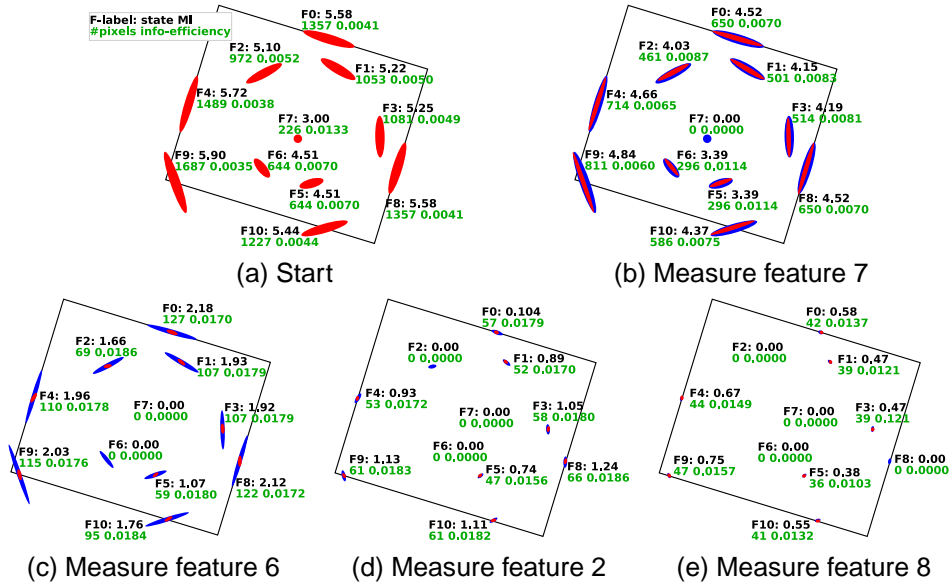 F-label: state MI
#pixels info-efficiency
F0: 5.58
1357 0.0041
F2: 5.10
972 0.0052
F1: 5.22
1053 0.0050
F4: 5.72
1489 0.0038
F3: 5.25
1081 0.0049
F7: 3.00
226 0.0133
F9: 5.90
1687 0.0035
F6: 4.51
644 0.0070
F5: 4.51
644 0.0070
F8: 5.58
1357 0.0041
F10: 5.44
1227 0.0044
(a) Start
F0: 4.52
650 0.0070
F2: 4.03
461 0.0087
F1: 4.15
501 0.0083
F4: 4.66
714 0.0065
F3: 4.19
514 0.0081
F7: 0.00
0 0.0000
F9: 4.84
811 0.0060
F6: 3.39
296 0.0114
F5: 3.39
296 0.0114
F8: 4.52
650 0.0070
F10: 4.37
586 0.0075
(b) Measure feature 7
F0: 2.18
127 0.0170
F2: 1.66
69 0.0186
F1: 1.93
107 0.0179
F4: 1.96
110 0.0178
F7: 0.00
0 0.0000
F3: 1.92
107 0.0179
F9: 2.03
115 0.0176
F6: 0.00
0 0.0000
F5: 1.07
59 0.0180
F8: 2.12
122 0.0172
F10: 1.76
95 0.0184
(c) Measure feature 6
F0: 0.104
57 0.0179
F2: 0.00
0 0.0000
F1: 0.89
52 0.0170
F4: 0.93
53 0.0172
F7: 0.00
0 0.0000
F3: 1.05
58 0.0180
F9: 1.13
61 0.0183
F6: 0.00
0 0.0000
F5: 0.74
47 0.0156
F8: 1.24
66 0.0186
F10: 1.11
61 0.0182
(d) Measure feature 2
F0: 0.58
42 0.0137
F2: 0.00
0 0.0000
F1: 0.47
39 0.0121
F4: 0.67
44 0.0149
F7: 0.00
0 0.0000
F3: 0.47
39 0.121
F9: 0.75
47 0.0157
F6: 0.00
0 0.0000
F5: 0.38
36 0.0103
F8: 0.00
0 0.0000
F10: 0.55
41 0.0132
(e) Measure feature 8